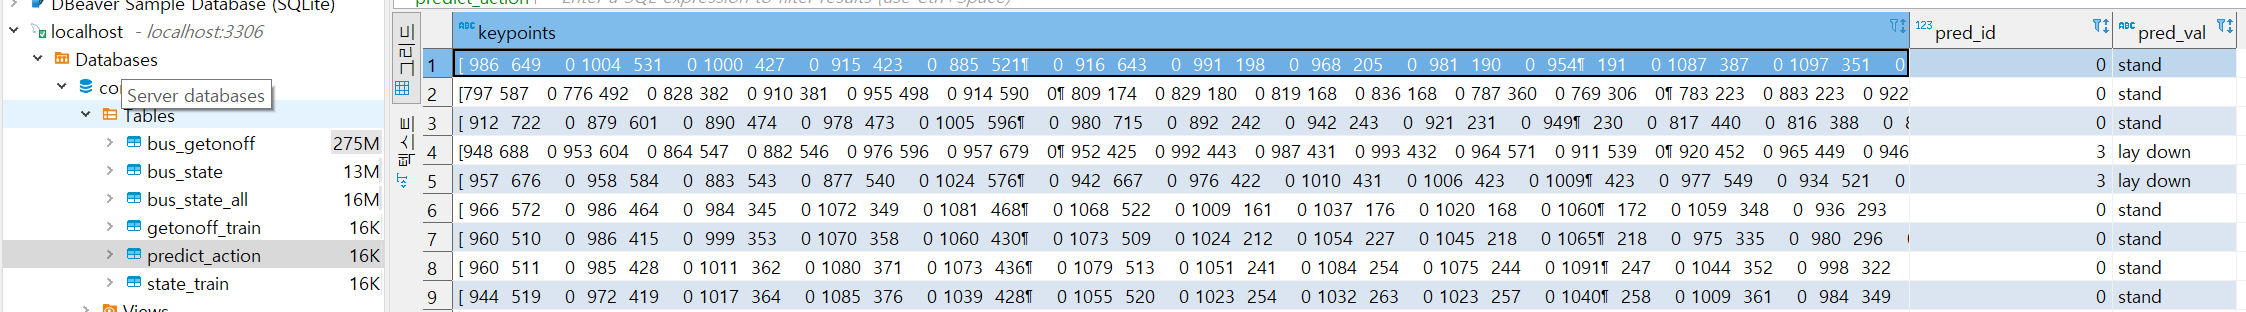 DBeaver Sample Database (SQLite)
localhost - localhost:3306
Databases
Server databases
Tables
bus_getonoff 275M
bus_state 13M
bus_state_all 16M
getonoff_train 16K
predict_action 16K
state_train 16K
Views
predict_action Enter a SQL expression to filter results (use Ctrl+Space)
그리드
텍스트
ABC keypoints 123 pred_id ABC pred_val
1 [ 986 649 0 1004 531 0 1000 427 0 915 423 0 885 521¶ 0 916 643 0 991 198 0 968 205 0 981 190 0 954¶ 191 0 1087 387 0 1097 351 0 0 stand
2 [797 587 0 776 492 0 828 382 0 910 381 0 955 498 0 914 590 0¶ 809 174 0 829 180 0 819 168 0 836 168 0 787 360 0 769 306 0¶ 783 223 0 883 223 0 922 0 stand
3 [ 912 722 0 879 601 0 890 474 0 978 473 0 1005 596¶ 0 980 715 0 892 242 0 942 243 0 921 231 0 949¶ 230 0 817 440 0 816 388 0 0 stand
4 [948 688 0 953 604 0 864 547 0 882 546 0 976 596 0 957 679 0¶ 952 425 0 992 443 0 987 431 0 993 432 0 964 571 0 911 539 0¶ 920 452 0 965 449 0 946 3 lay down
5 [ 957 676 0 958 584 0 883 543 0 877 540 0 1024 576¶ 0 942 667 0 976 422 0 1010 431 0 1006 423 0 1009¶ 423 0 977 549 0 934 521 0 3 lay down
6 [ 966 572 0 986 464 0 984 345 0 1072 349 0 1081 468¶ 0 1068 522 0 1009 161 0 1037 176 0 1020 168 0 1060¶ 172 0 1059 348 0 936 293 0 stand
7 [ 960 510 0 986 415 0 999 353 0 1070 358 0 1060 430¶ 0 1073 509 0 1024 212 0 1054 227 0 1045 218 0 1065¶ 218 0 975 335 0 980 296 0 stand
8 [ 960 511 0 985 428 0 1011 362 0 1080 371 0 1073 436¶ 0 1079 513 0 1051 241 0 1084 254 0 1075 244 0 1091¶ 247 0 1044 352 0 998 322 0 stand
9 [ 944 519 0 972 419 0 1017 364 0 1085 376 0 1039 428¶ 0 1055 520 0 1023 254 0 1032 263 0 1023 257 0 1040¶ 258 0 1009 361 0 984 349 0 stand